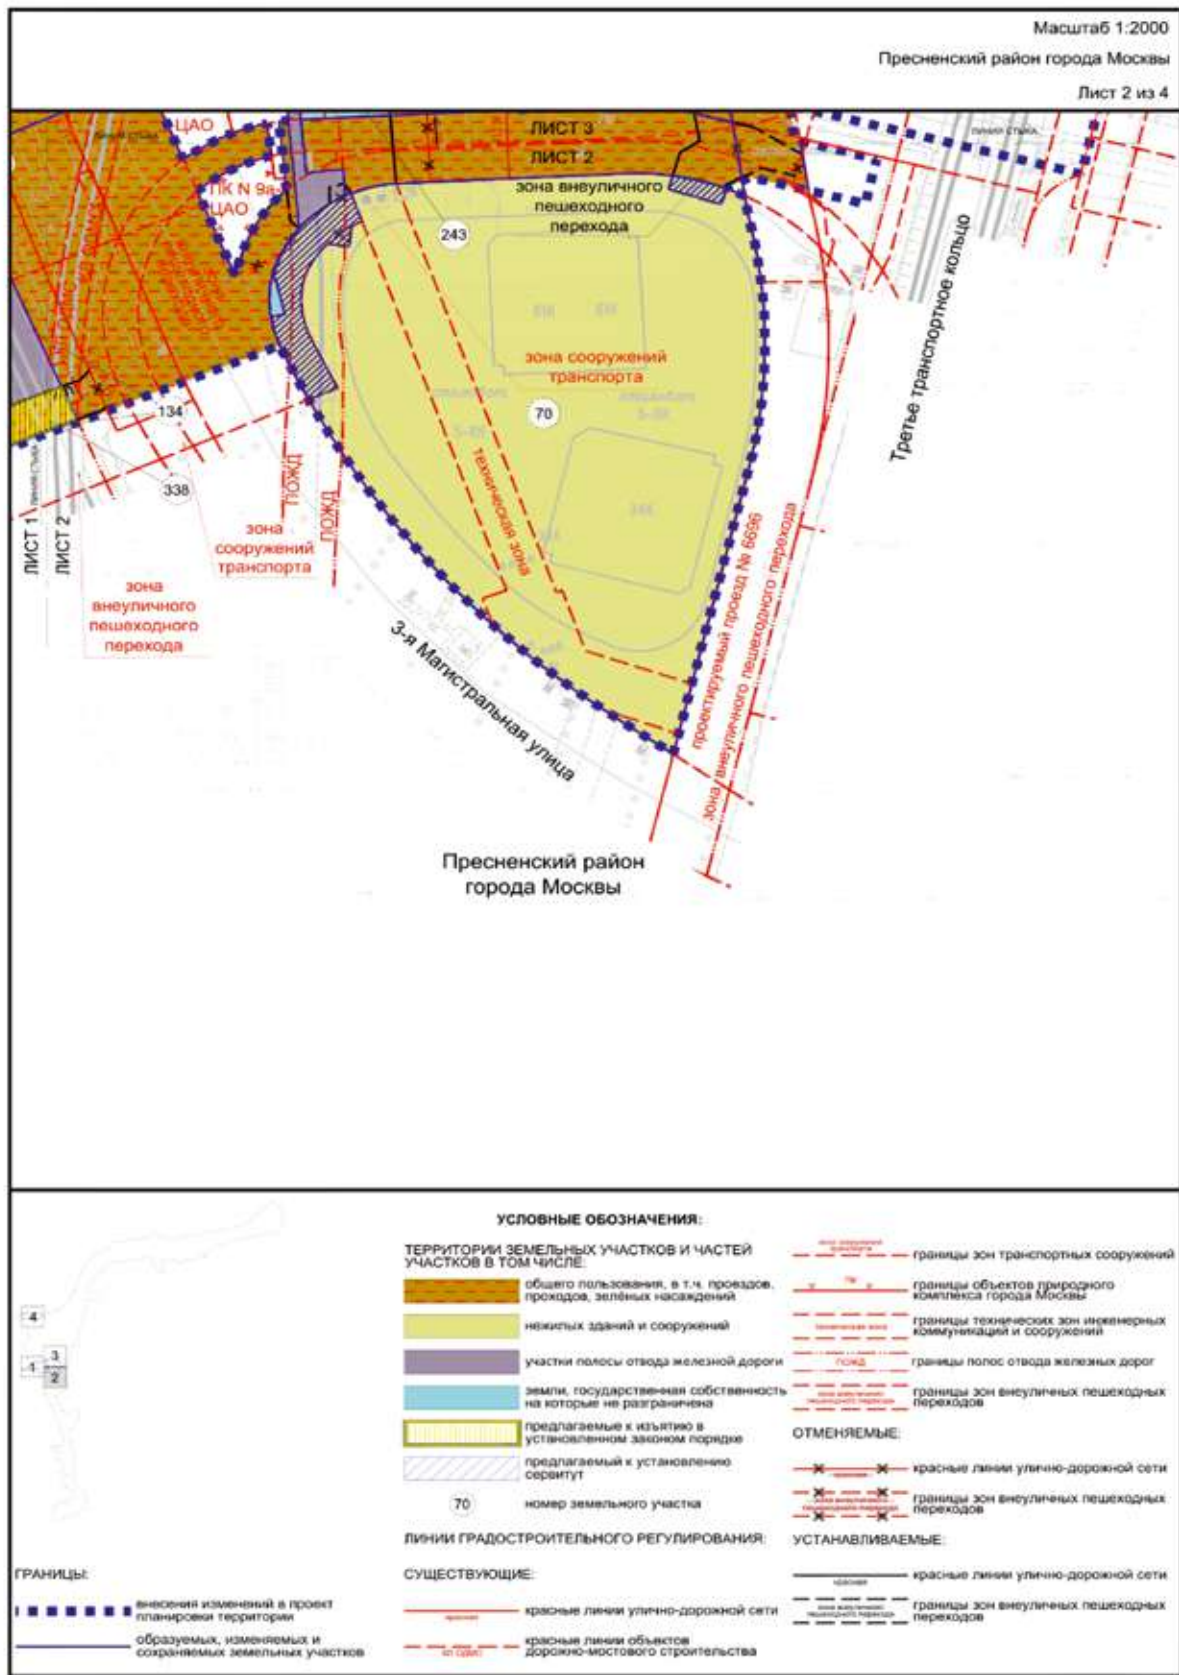 Масштаб 1:2000
Пресненский район города Москвы
Лист 2 из 4
ЦАО
ЛИСТ 3
ЛИСТ 2
ЛИНИЯ СТЫКА
ПК N 9а-
ЦАО
зона внеуличного
пешеходного
перехода
243
зона сооружений
транспорта
70
Третье транспортное кольцо
134
338
ЛИСТ 1
ЛИСТ 2
ЛИНИЯ СТЫКА
ПОЖД
ПОЖД
техническая зона
зона
сооружений
транспорта
зона
внеуличного
пешеходного
перехода
3-я Магистральная улица
проектируемый проезд № 6696
зона внеуличного пешеходного перехода
Пресненский район
города Москвы
УСЛОВНЫЕ ОБОЗНАЧЕНИЯ:
ТЕРРИТОРИИ ЗЕМЕЛЬНЫХ УЧАСТКОВ И ЧАСТЕЙ
УЧАСТКОВ В ТОМ ЧИСЛЕ:
общего пользования, в т.ч. проездов,
проходов, зелёных насаждений
нежилых зданий и сооружений
участки полосы отвода железной дороги
земли, государственная собственность
на которые не разграничена
предлагаемые к изъятию в
установленном законом порядке
предлагаемый к установлению
сервитут
70
номер земельного участка
ЛИНИИ ГРАДОСТРОИТЕЛЬНОГО РЕГУЛИРОВАНИЯ:
СУЩЕСТВУЮЩИЕ:
красные линии улично-дорожной сети
красные линии объектов
дорожно-мостового строительства
границы зон транспортных сооружений
границы объектов природного
комплекса города Москвы
границы технических зон инженерных
коммуникаций и сооружений
ПОЖД
границы полос отвода железных дорог
границы зон внеуличных пешеходных
переходов
ОТМЕНЯЕМЫЕ:
красные линии улично-дорожной сети
границы зон внеуличных пешеходных
переходов
УСТАНАВЛИВАЕМЫЕ:
красные линии улично-дорожной сети
границы зон внеуличных пешеходных
переходов
4
3
1
2
ГРАНИЦЫ:
внесения изменений в проект
планировки территории
образуемых, изменяемых и
сохраняемых земельных участков